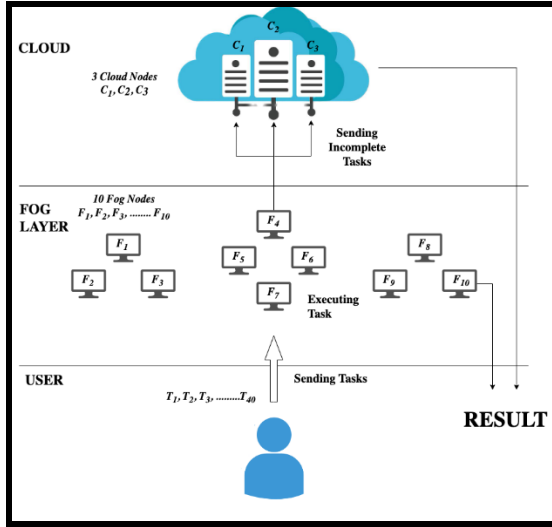 CLOUD
C1
C2
C3
3 Cloud Nodes
C1, C2, C3
Sending
Incomplete
Tasks
FOG
LAYER
10 Fog Nodes
F1, F2, F3, ........ F10
F1
F2
F3
F4
F5
F6
F7
F8
F9
F10
Executing
Task
USER
Sending Tasks
T1, T2, T3, .........T40
RESULT